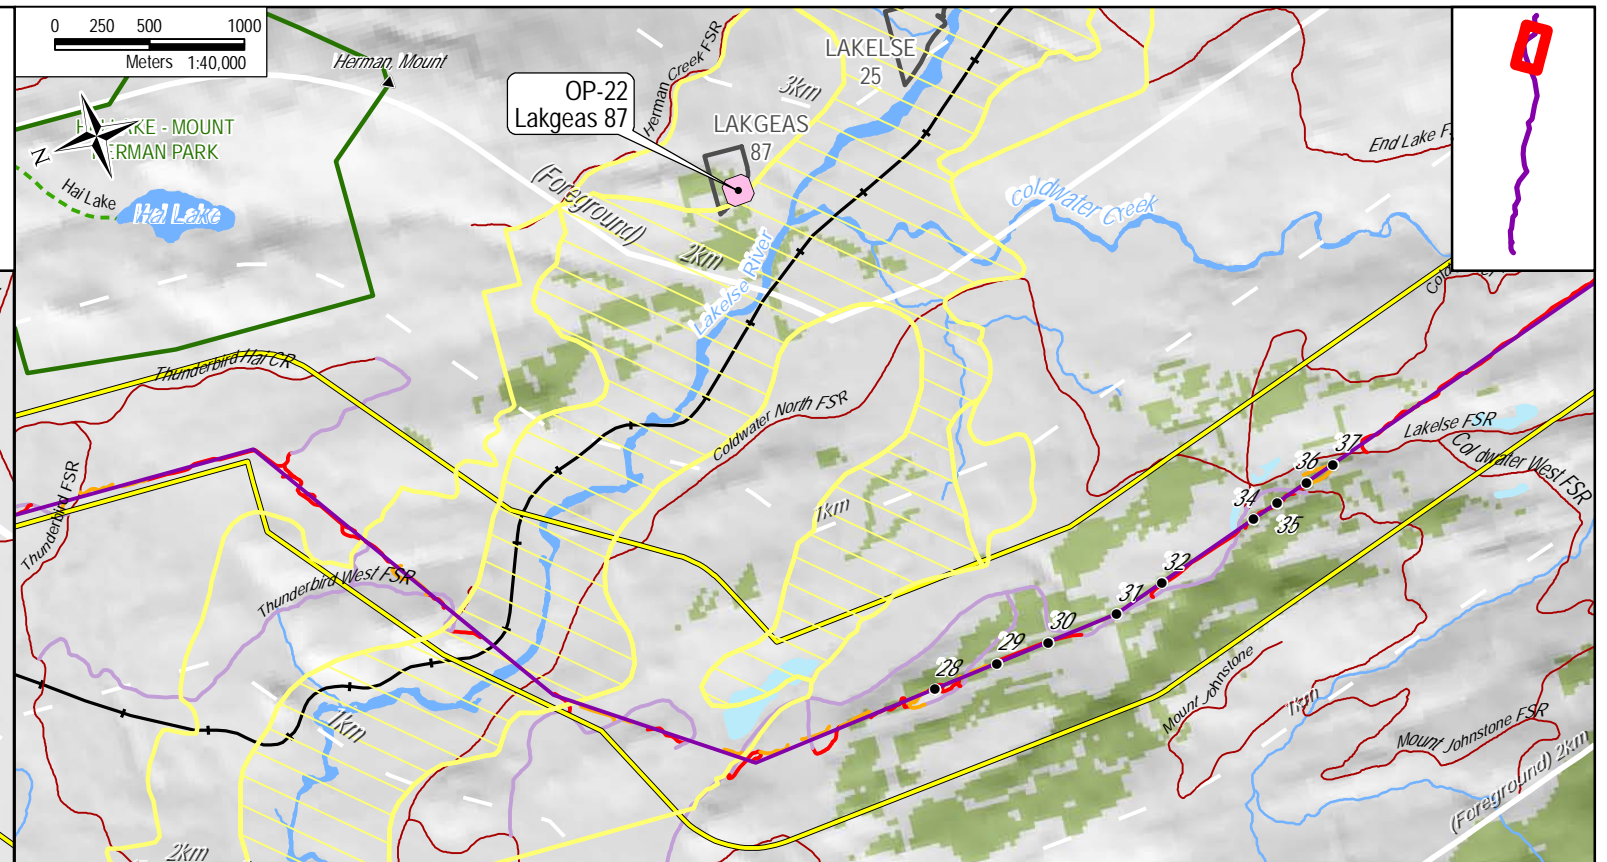 0 250 500 1000
Meters 1:40,000
Herman, Mount
N
HAI LAKE - MOUNT
HERMAN PARK
Hai Lake
Hai Lake
Herman Creek FSR
OP-22
Lakgeas 87
LAKELSE
25
3km
LAKGEAS
87
(Foreground)
2km
Lakelse River
Coldwater Creek
End Lake F
Thunderbird Hai CR
Coldwater North FSR
Thunderbird FSR
Thunderbird West FSR
1km
1km
2km
28
29
30
31
32
34
35
36
37
Lakelse FSR
Coldwater West FSR
Mount Johnstone
1km
Mount Johnstone FSR
(Foreground) 2km